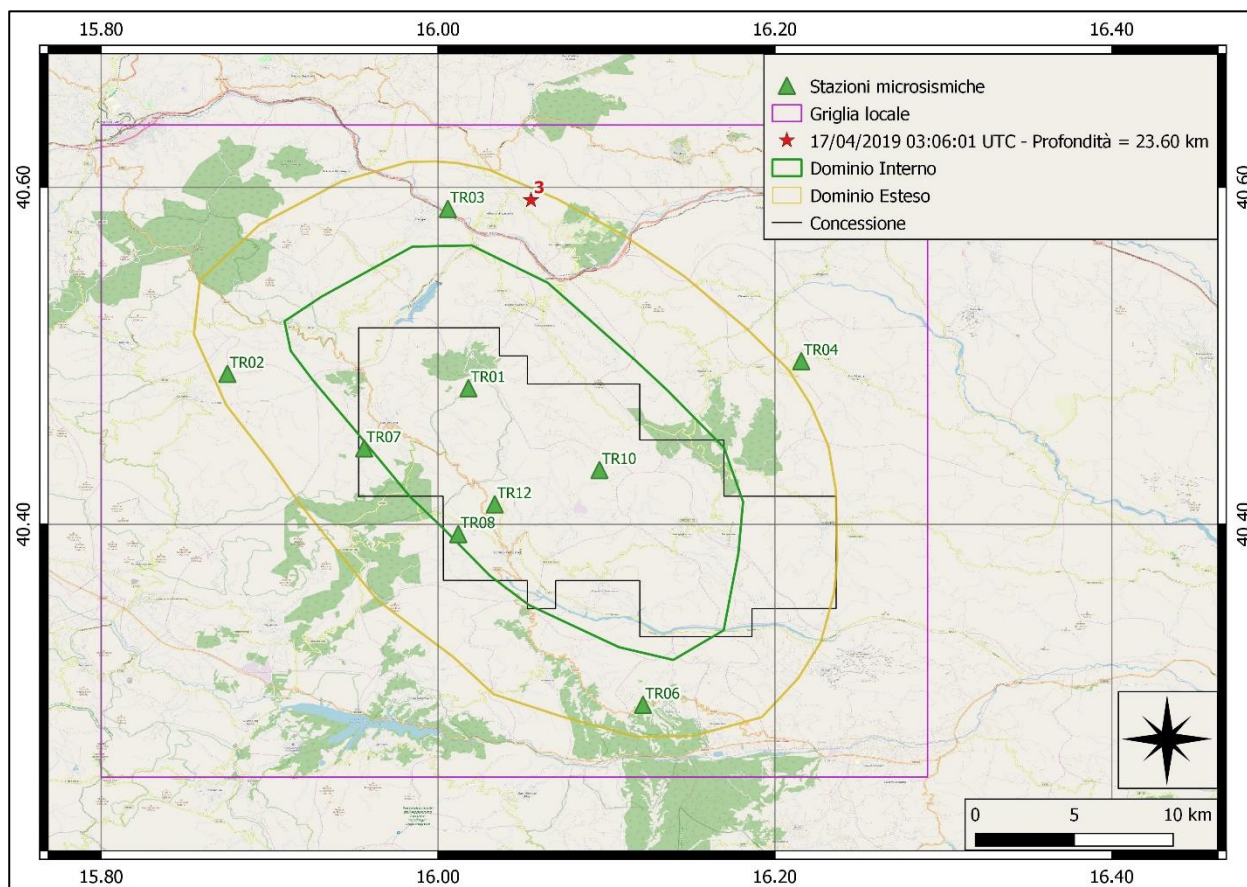 15.80 16.00 16.20 16.40
Stazioni microsismiche
Griglia locale
17/04/2019 03:06:01 UTC - Profondità = 23.60 km
Dominio Interno
Dominio Esteso
Concessione
40.60 40.60
3
TR03
TR04
TR02
TR01
TR07
TR10
TR12
TR08
40.40 40.40
TR06
0 5 10 km
15.80 16.00 16.20 16.40